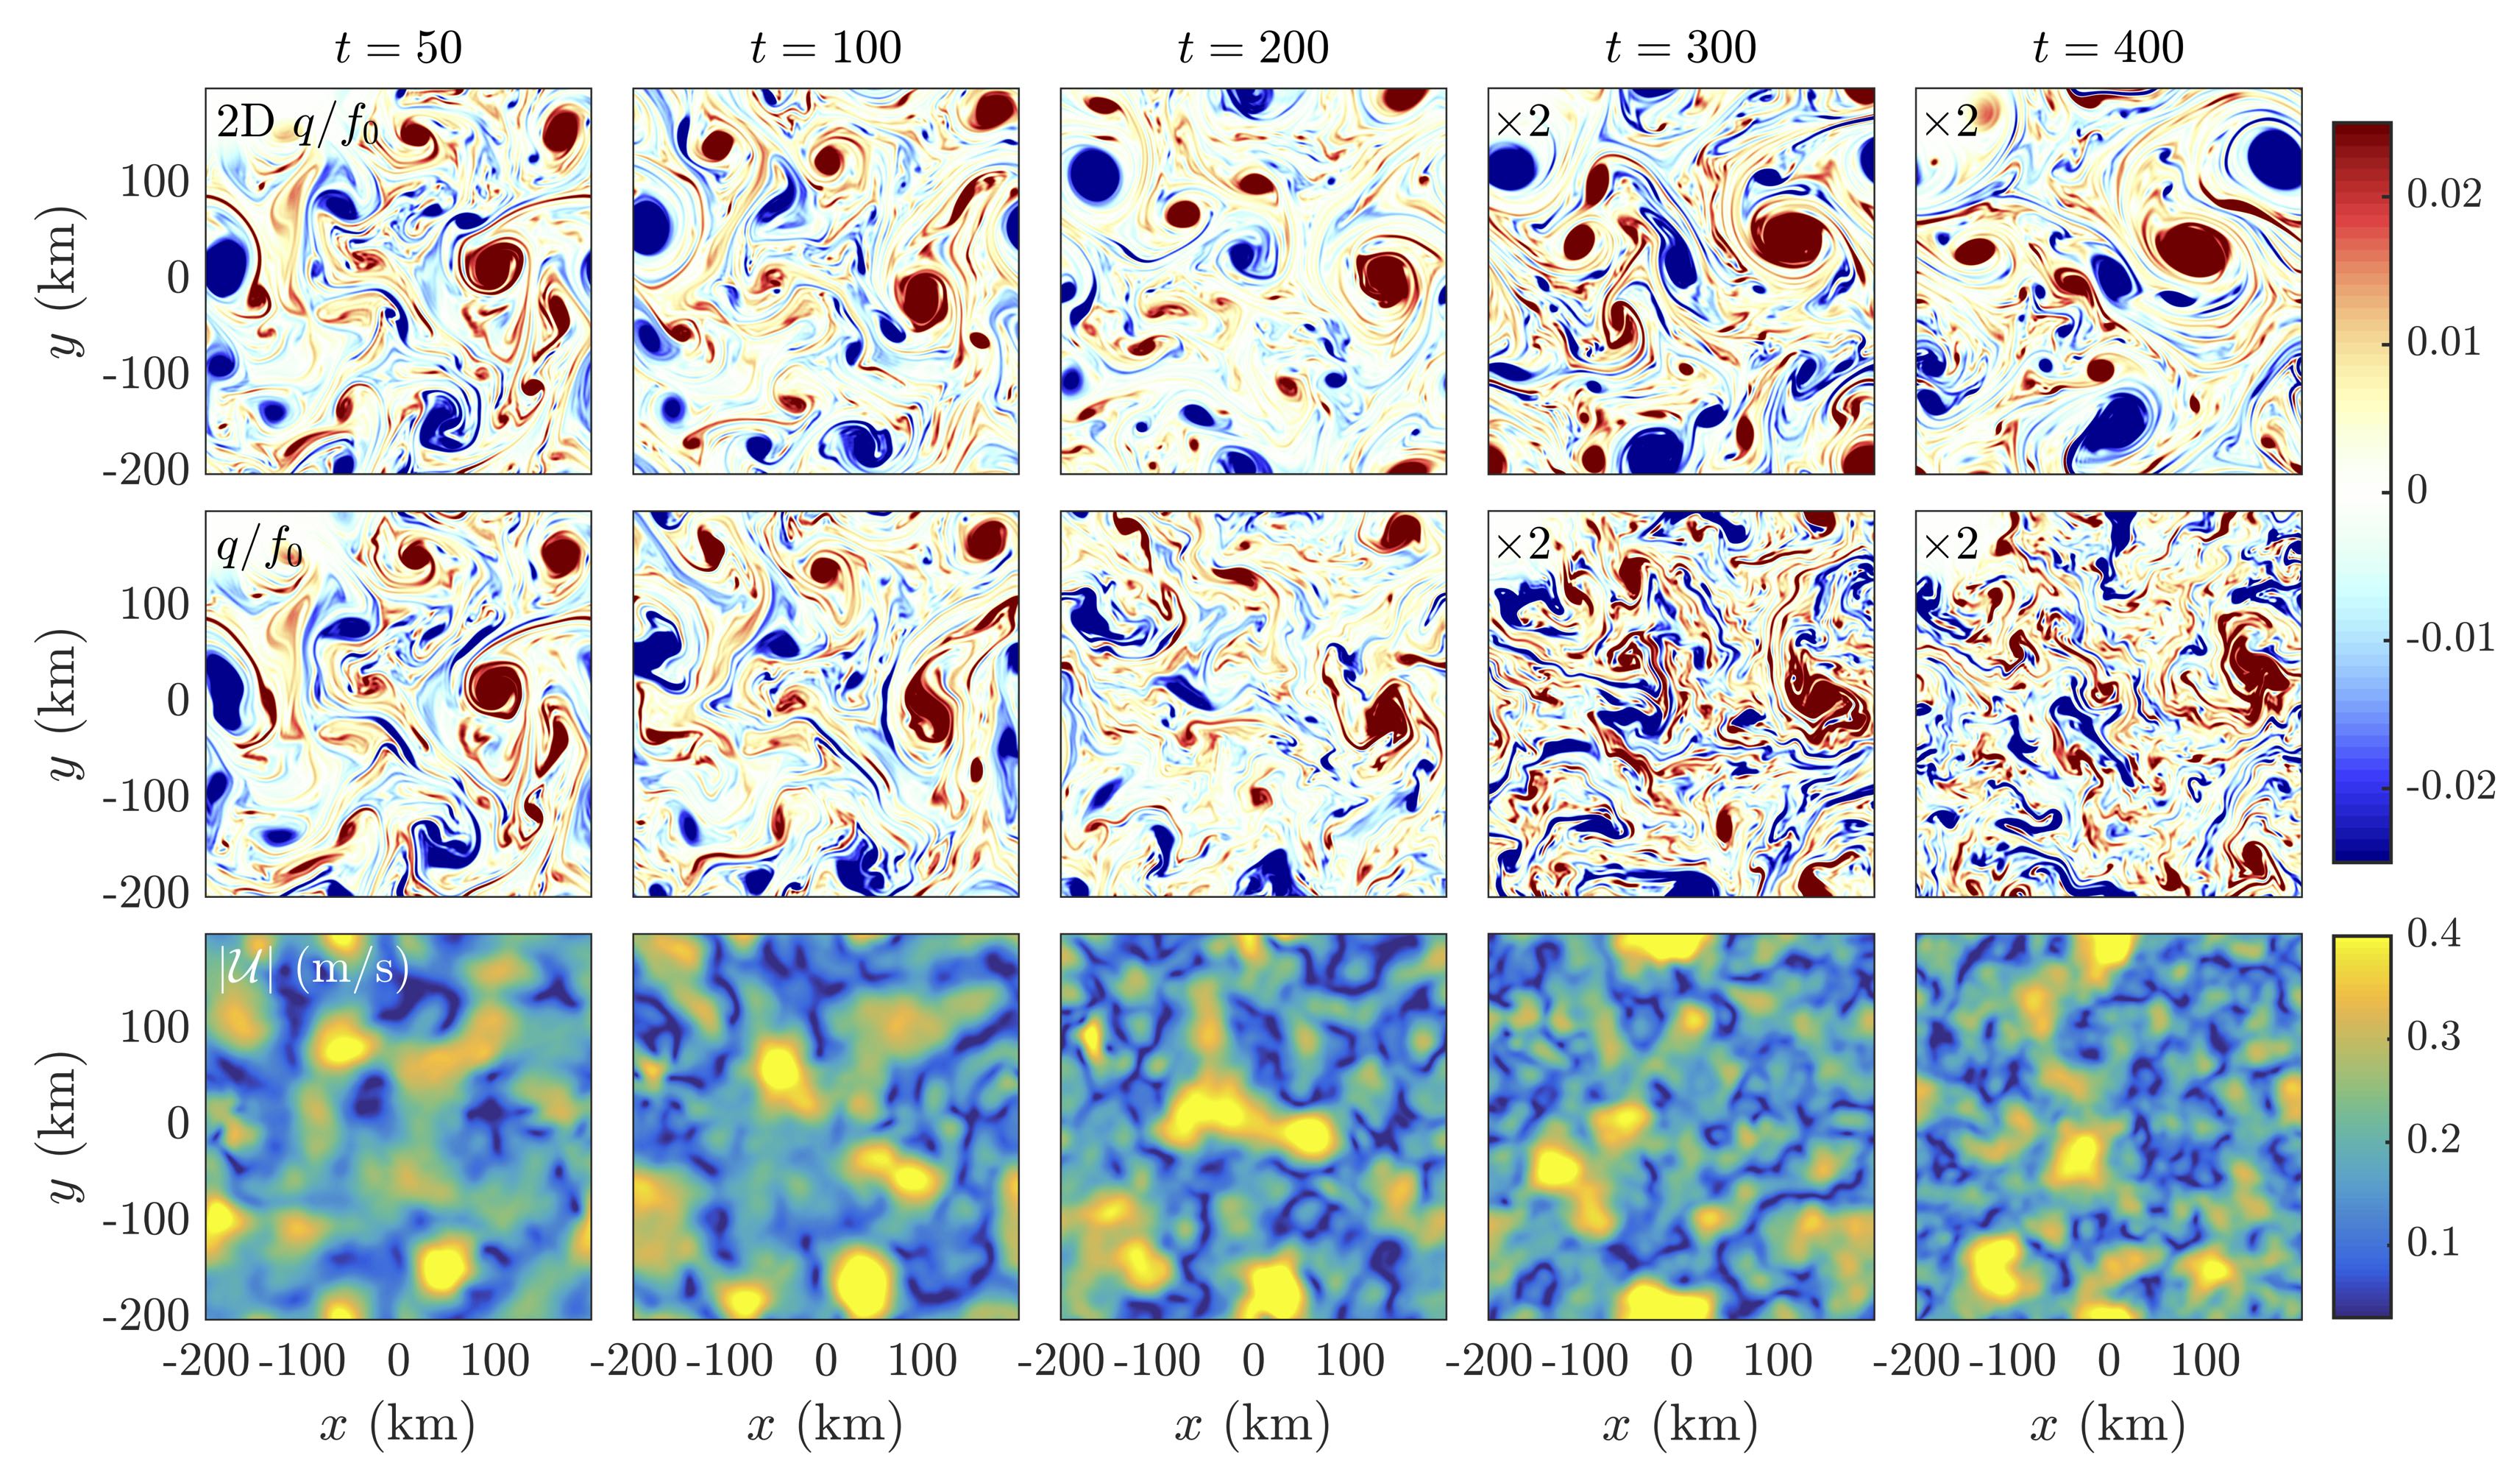 t = 50 t = 100 t = 200 t = 300 t = 400
2D q/f₀ ×2 ×2
y (km) 100 0 -100 -200
0.02 0.01 0 -0.01 -0.02
q/f₀ ×2 ×2
y (km) 100 0 -100 -200
|𝒰| (m/s)
y (km) 100 0 -100 -200
0.4 0.3 0.2 0.1
-200 -100 0 100 -200 -100 0 100 -200 -100 0 100 -200 -100 0 100 -200 -100 0 100
x (km) x (km) x (km) x (km) x (km)